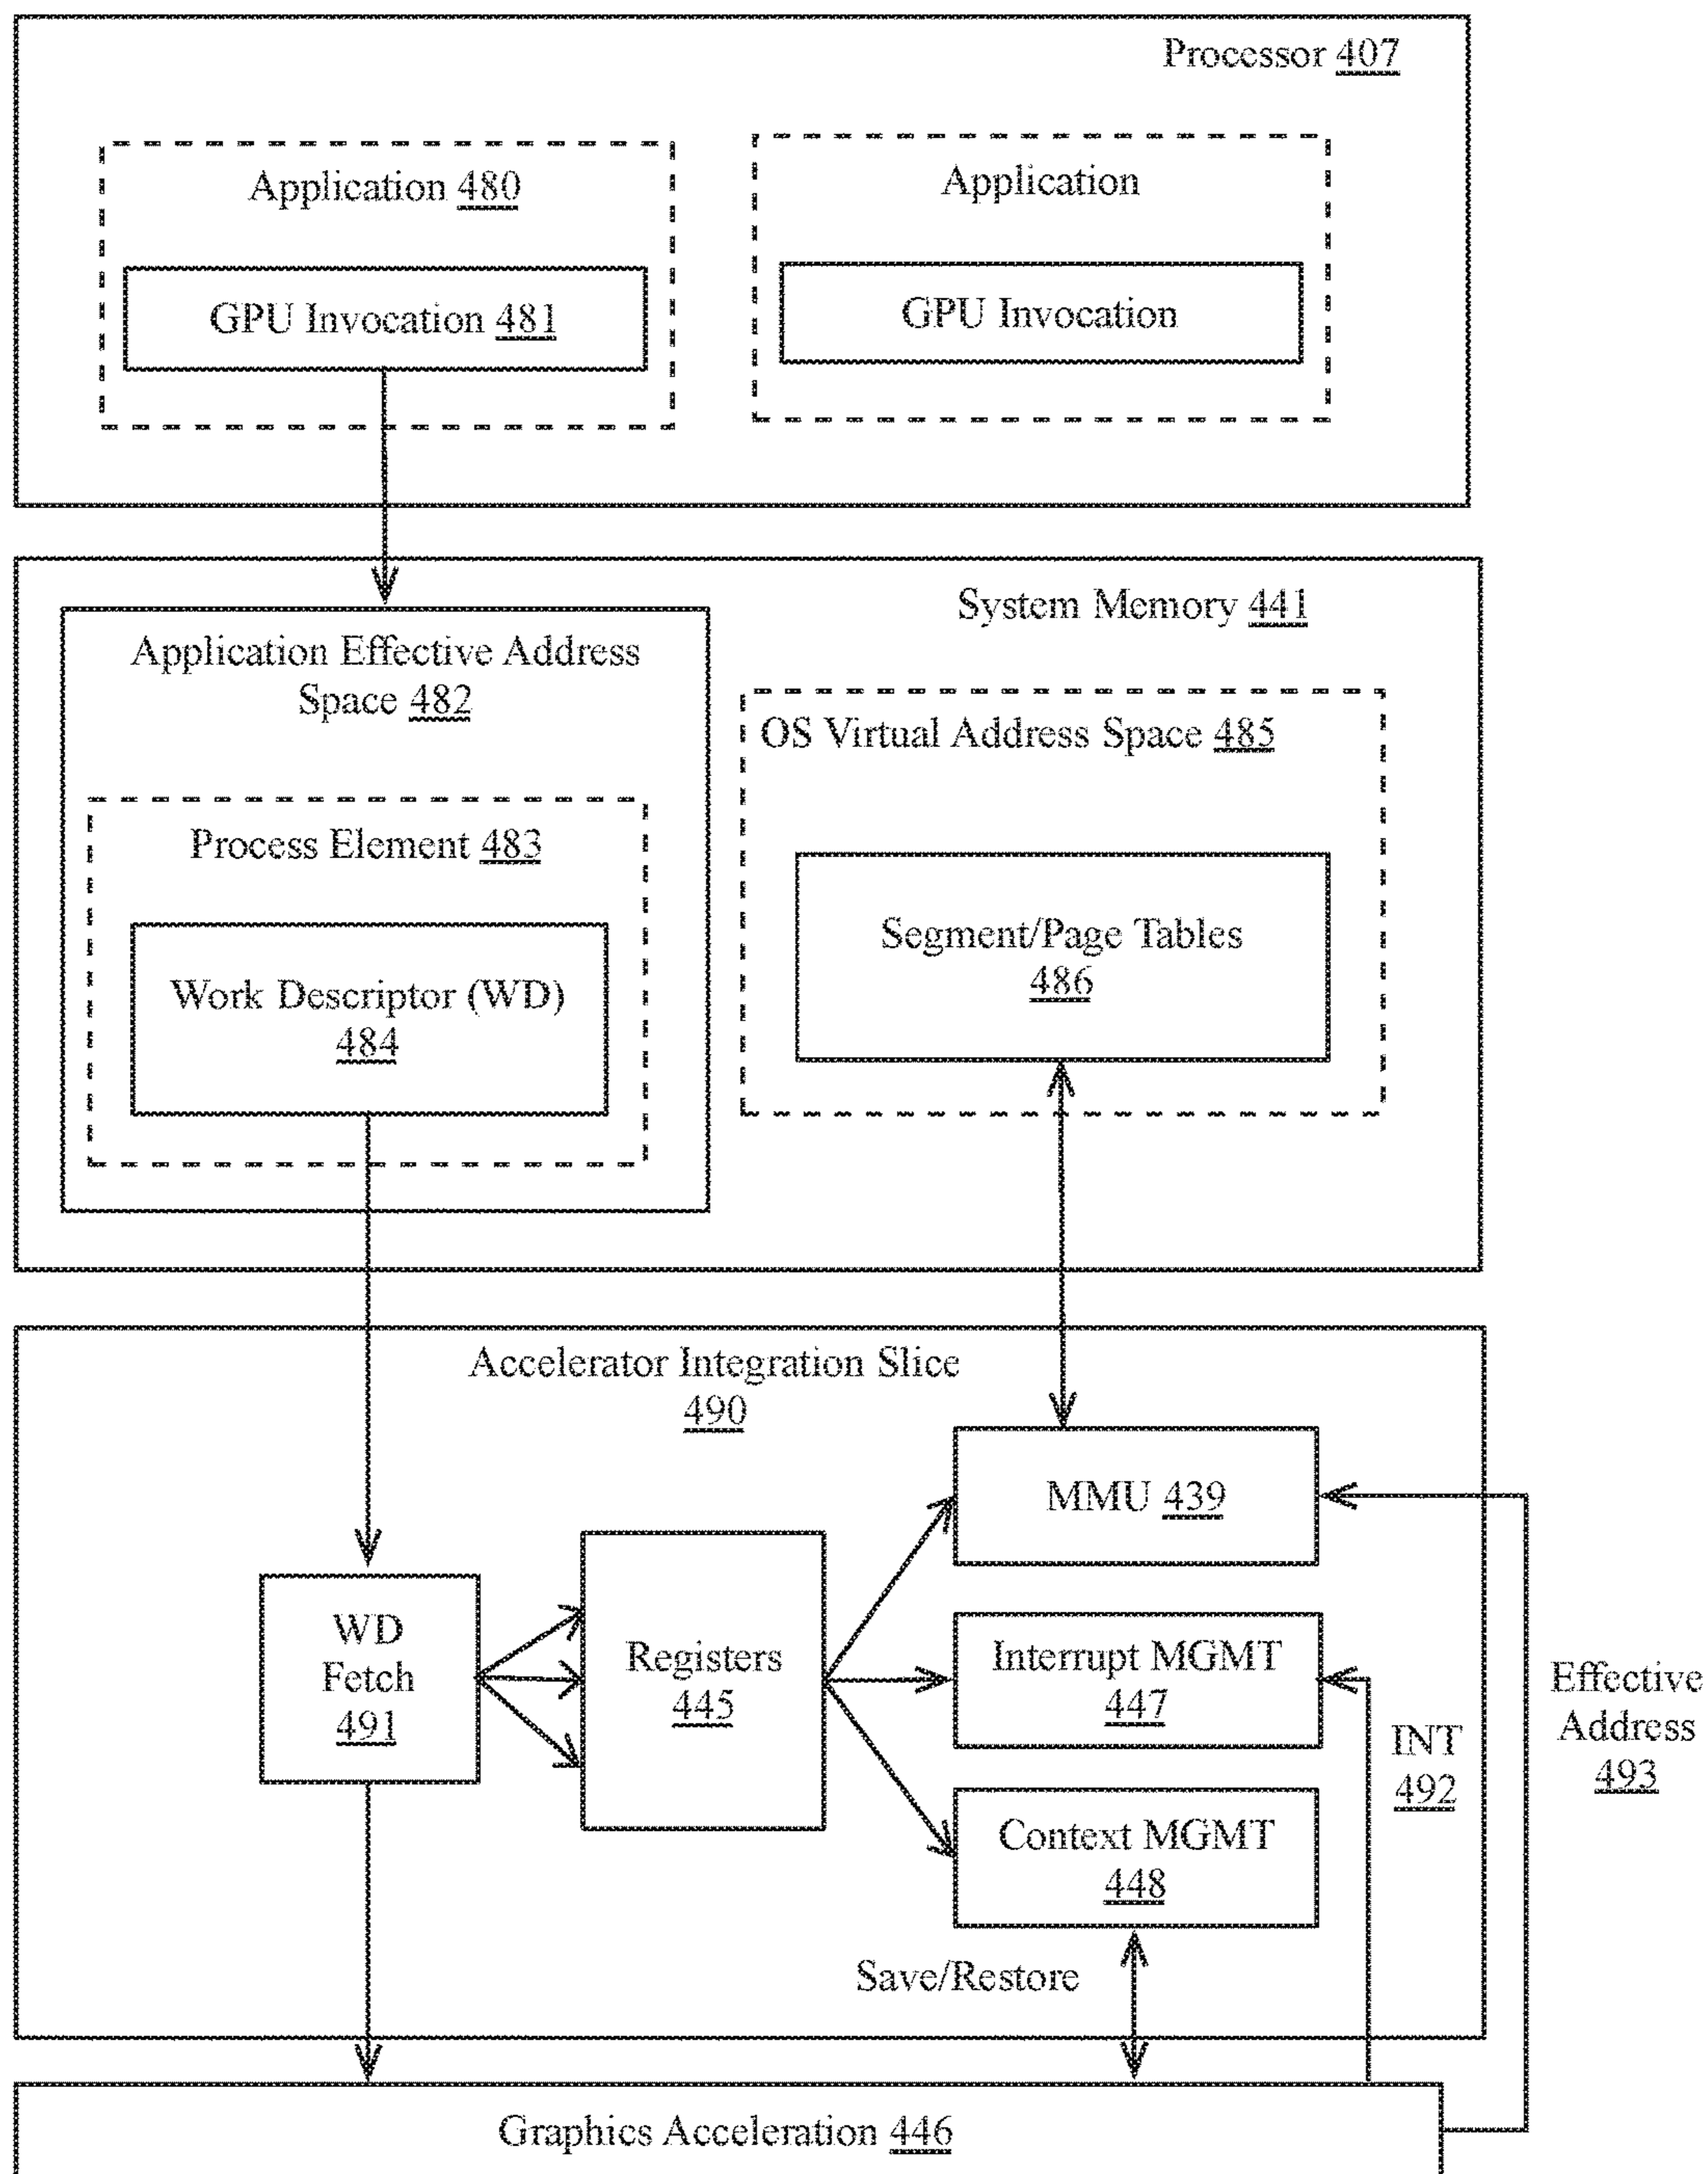 Processor 407
Application 480
Application
GPU Invocation 481
GPU Invocation
System Memory 441
Application Effective Address
Space 482
OS Virtual Address Space 485
Process Element 483
Segment/Page Tables
486
Work Descriptor (WD)
484
Accelerator Integration Slice
490
MMU 439
WD
Fetch
491
Registers
445
Interrupt MGMT
447
Effective
Address
493
INT
492
Context MGMT
448
Save/Restore
Graphics Acceleration 446